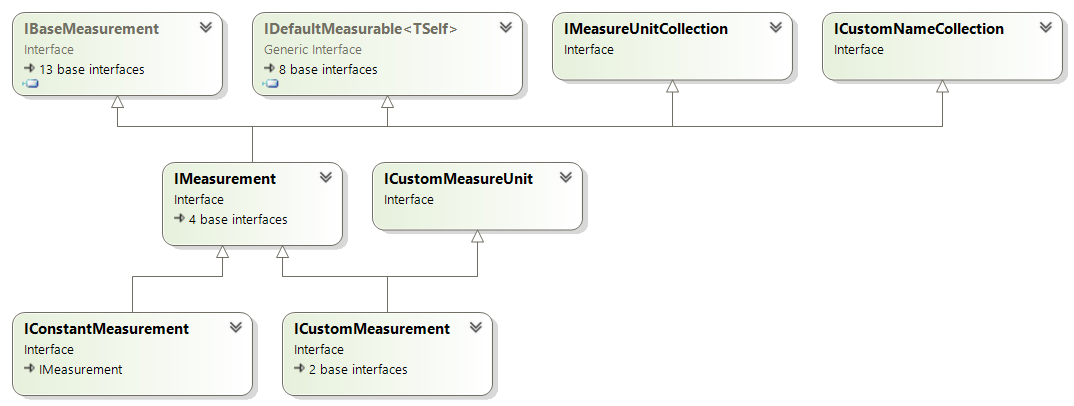 IBaseMeasurement
Interface
13 base interfaces
IDefaultMeasurable<TSelf>
Generic Interface
8 base interfaces
IMeasureUnitCollection
Interface
ICustomNameCollection
Interface
IMeasurement
Interface
4 base interfaces
ICustomMeasureUnit
Interface
IConstantMeasurement
Interface
IMeasurement
ICustomMeasurement
Interface
2 base interfaces